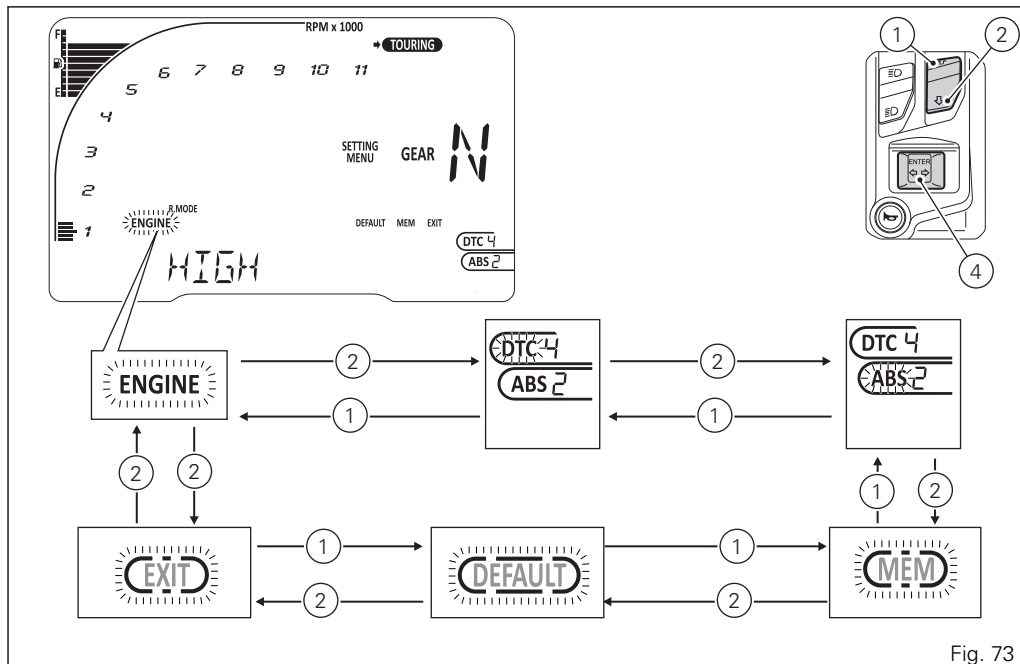 RPM x 1000
F
E
TOURING
1 2 3 4 5 6 7 8 9 10 11
SETTING
MENU
GEAR N
R.MODE
ENGINE
DEFAULT MEM EXIT
HIGH
DTC 4
ABS 2
1
2
ENTER
4
ENGINE
2
1
DTC 4
ABS 2
2
1
DTC 4
ABS 2
2
2
1
2
EXIT
1
2
DEFAULT
1
2
MEM
Fig. 73